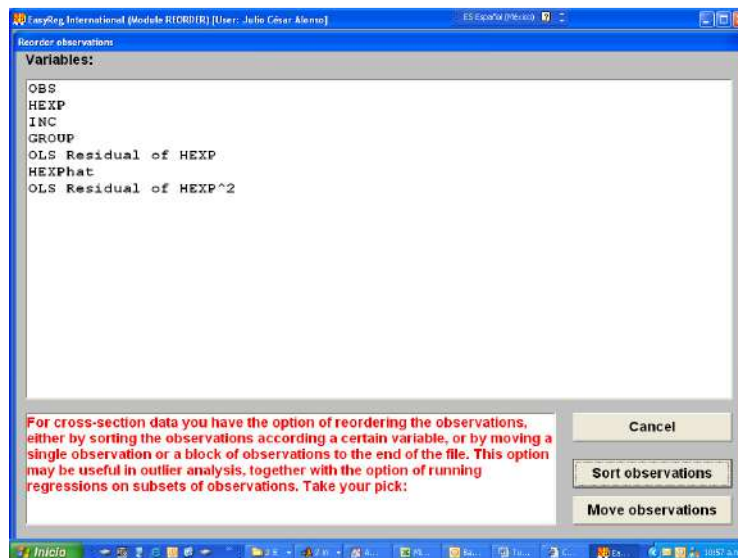 EasyReg International (Module REORDER) [User: Julio César Alonso]
ES Español (México)
Reorder observations
Variables:
OBS
HEXP
INC
GROUP
OLS Residual of HEXP
HEXPhat
OLS Residual of HEXP^2
For cross-section data you have the option of reordering the observations,
either by sorting the observations according a certain variable, or by moving a
single observation or a block of observations to the end of the file. This option
may be useful in outlier analysis, together with the option of running
regressions on subsets of observations. Take your pick:
Cancel
Sort observations
Move observations
Inicio
10:57 a.m.